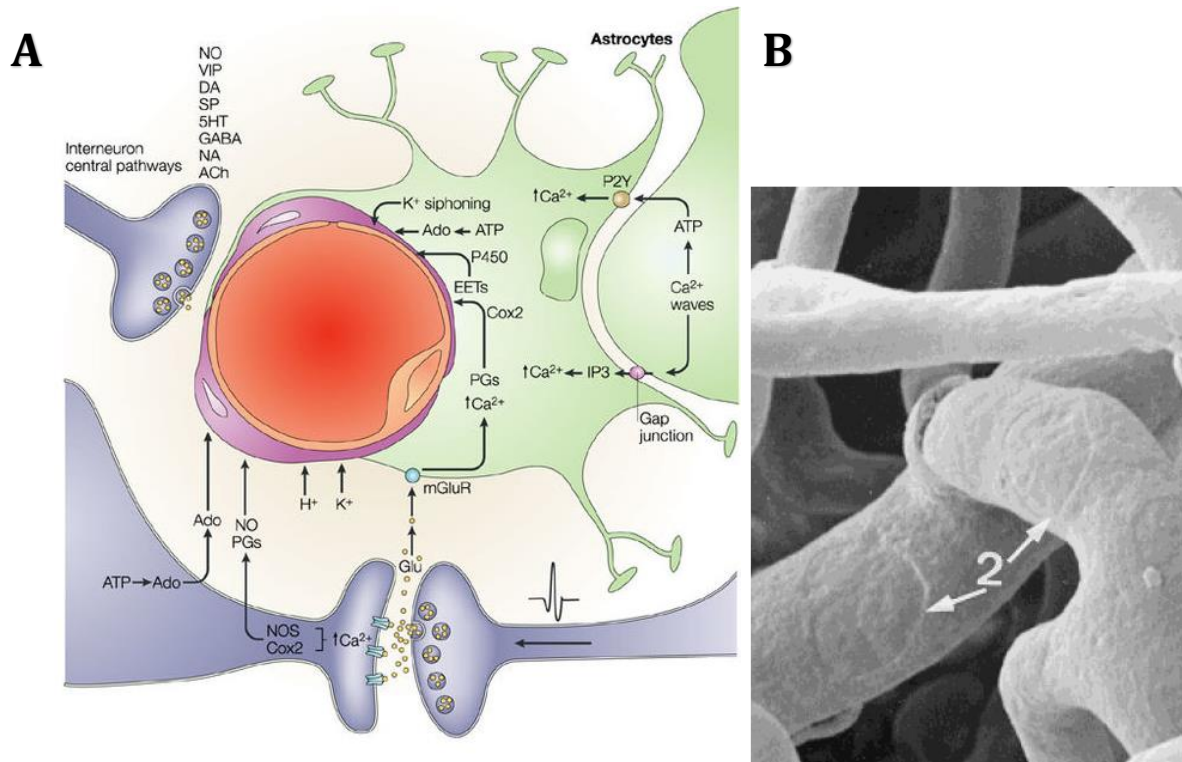 A
B
NO
VIP
DA
SP
5HT
GABA
NA
ACh
Interneuron
central pathways
Astrocytes
K⁺ siphoning
Ado ATP
P450
EETs
Cox2
PGs
↑Ca²⁺
mGluR
↑Ca²⁺
P2Y
ATP
Ca²⁺
waves
↑Ca²⁺ IP3
Gap
junction
H⁺ K⁺
Ado
NO
PGs
ATP Ado
NOS
Cox2
↑Ca²⁺
Glu
2